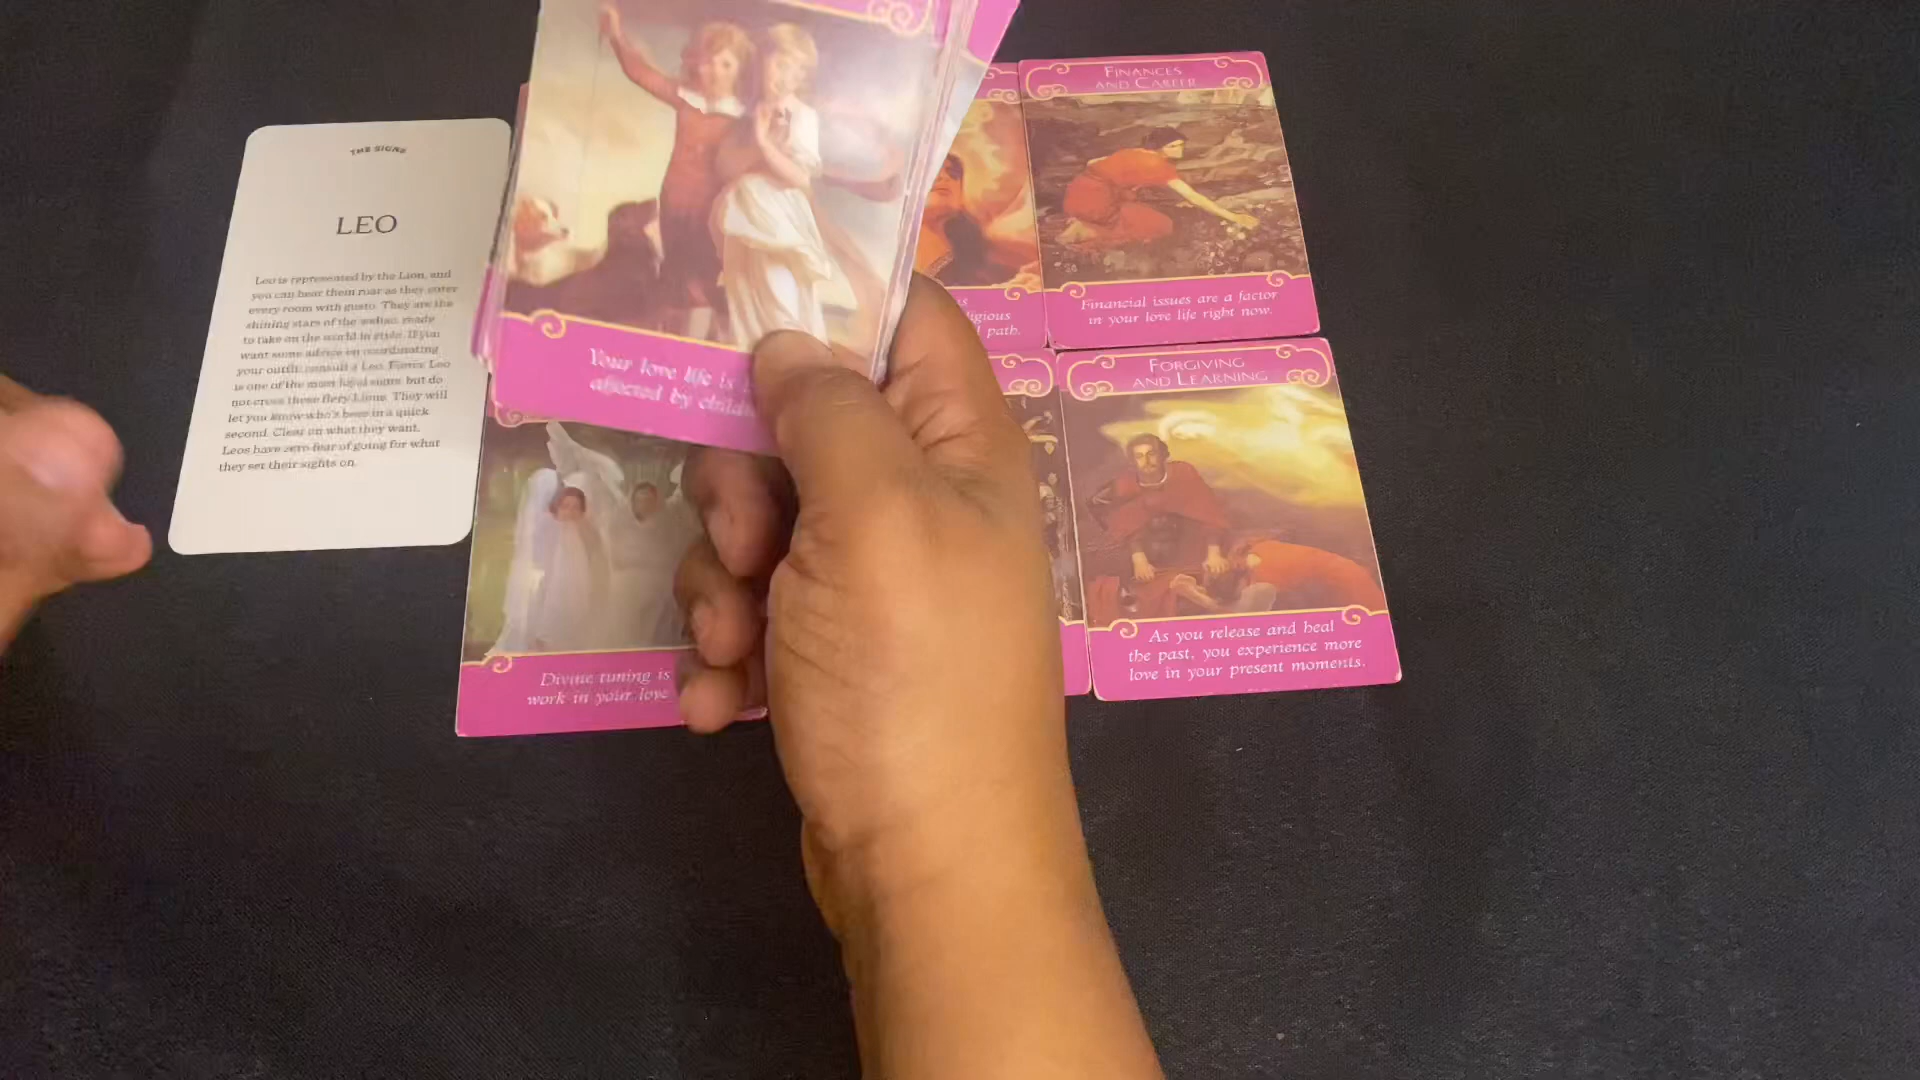 THE SIGNS
LEO
Leo is represented by the Lion, and
you can hear them roar as they enter
every room with gusto. They are the
shining stars of the zodiac, ready
to take on the world in style. If you
want some advice on coordinating
your outfit, consult a Leo. Fierce Leo
is one of the most loyal signs, but do
not cross these fiery Lions. They will
let you know who's boss in a quick
second. Clear on what they want,
Leos have zero fear of going for what
they set their sights on.
Your love life is
affected by
Divine tuning is
work in your love
path.
FINANCES
AND CAREER
Financial issues are a factor
in your love life right now.
FORGIVING
AND LEARNING
As you release and heal
the past, you experience more
love in your present moments.